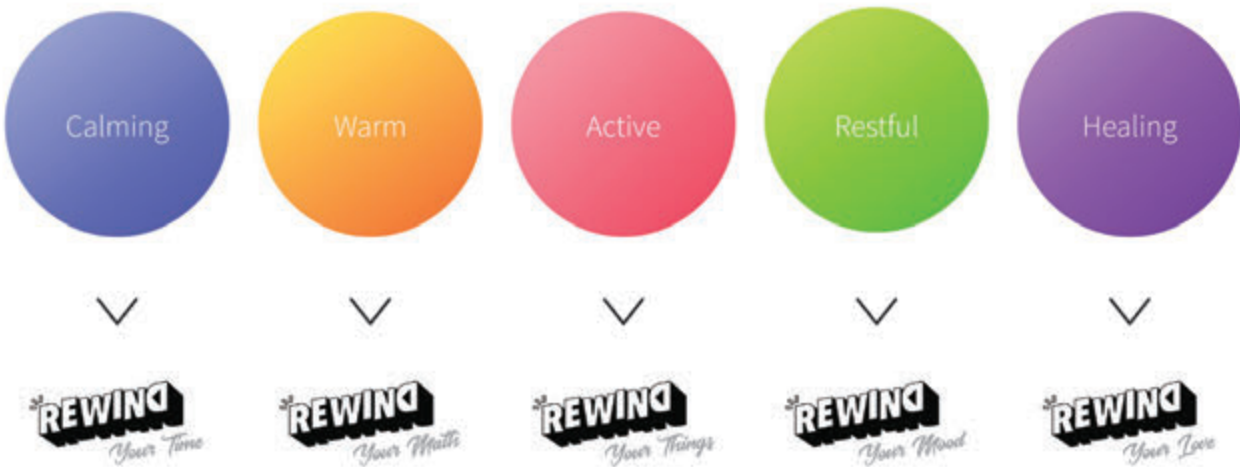 Calming
Warm
Active
Restful
Healing
REWIND
Your Time
REWIND
Your Math
REWIND
Your Things
REWIND
Your Mood
REWIND
Your Love